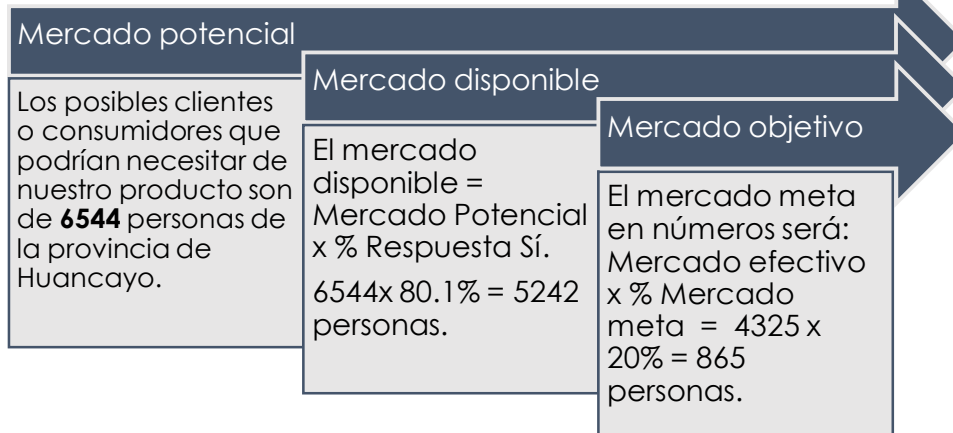 Mercado potencial
Los posibles clientes
o consumidores que
podrían necesitar de
nuestro producto son
de 6544 personas de
la provincia de
Huancayo.
Mercado disponible
El mercado
disponible =
Mercado Potencial
x % Respuesta Sí.
6544x 80.1% = 5242
personas.
Mercado objetivo
El mercado meta
en números será:
Mercado efectivo
x % Mercado
meta = 4325 x
20% = 865
personas.